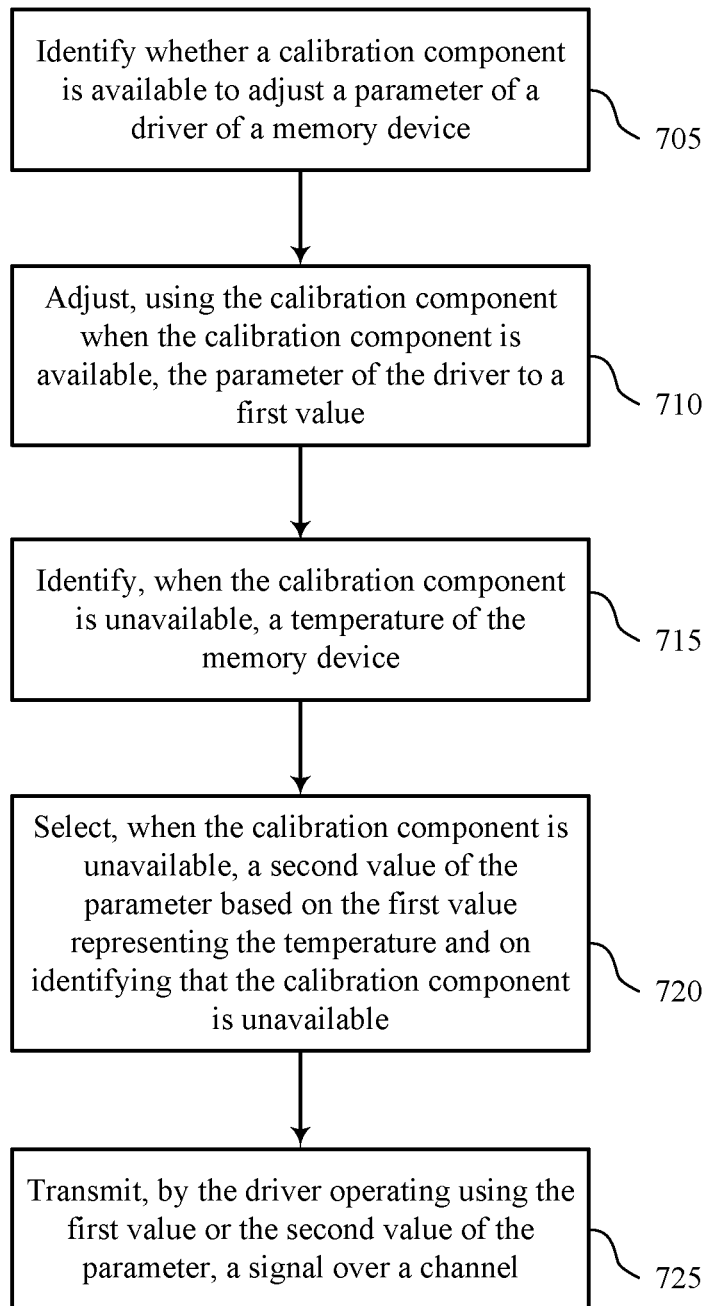 Identify whether a calibration component
is available to adjust a parameter of a
driver of a memory device
705
Adjust, using the calibration component
when the calibration component is
available, the parameter of the driver to a
first value
710
Identify, when the calibration component
is unavailable, a temperature of the
memory device
715
Select, when the calibration component is
unavailable, a second value of the
parameter based on the first value
representing the temperature and on
identifying that the calibration component
is unavailable
720
Transmit, by the driver operating using the
first value or the second value of the
parameter, a signal over a channel
725